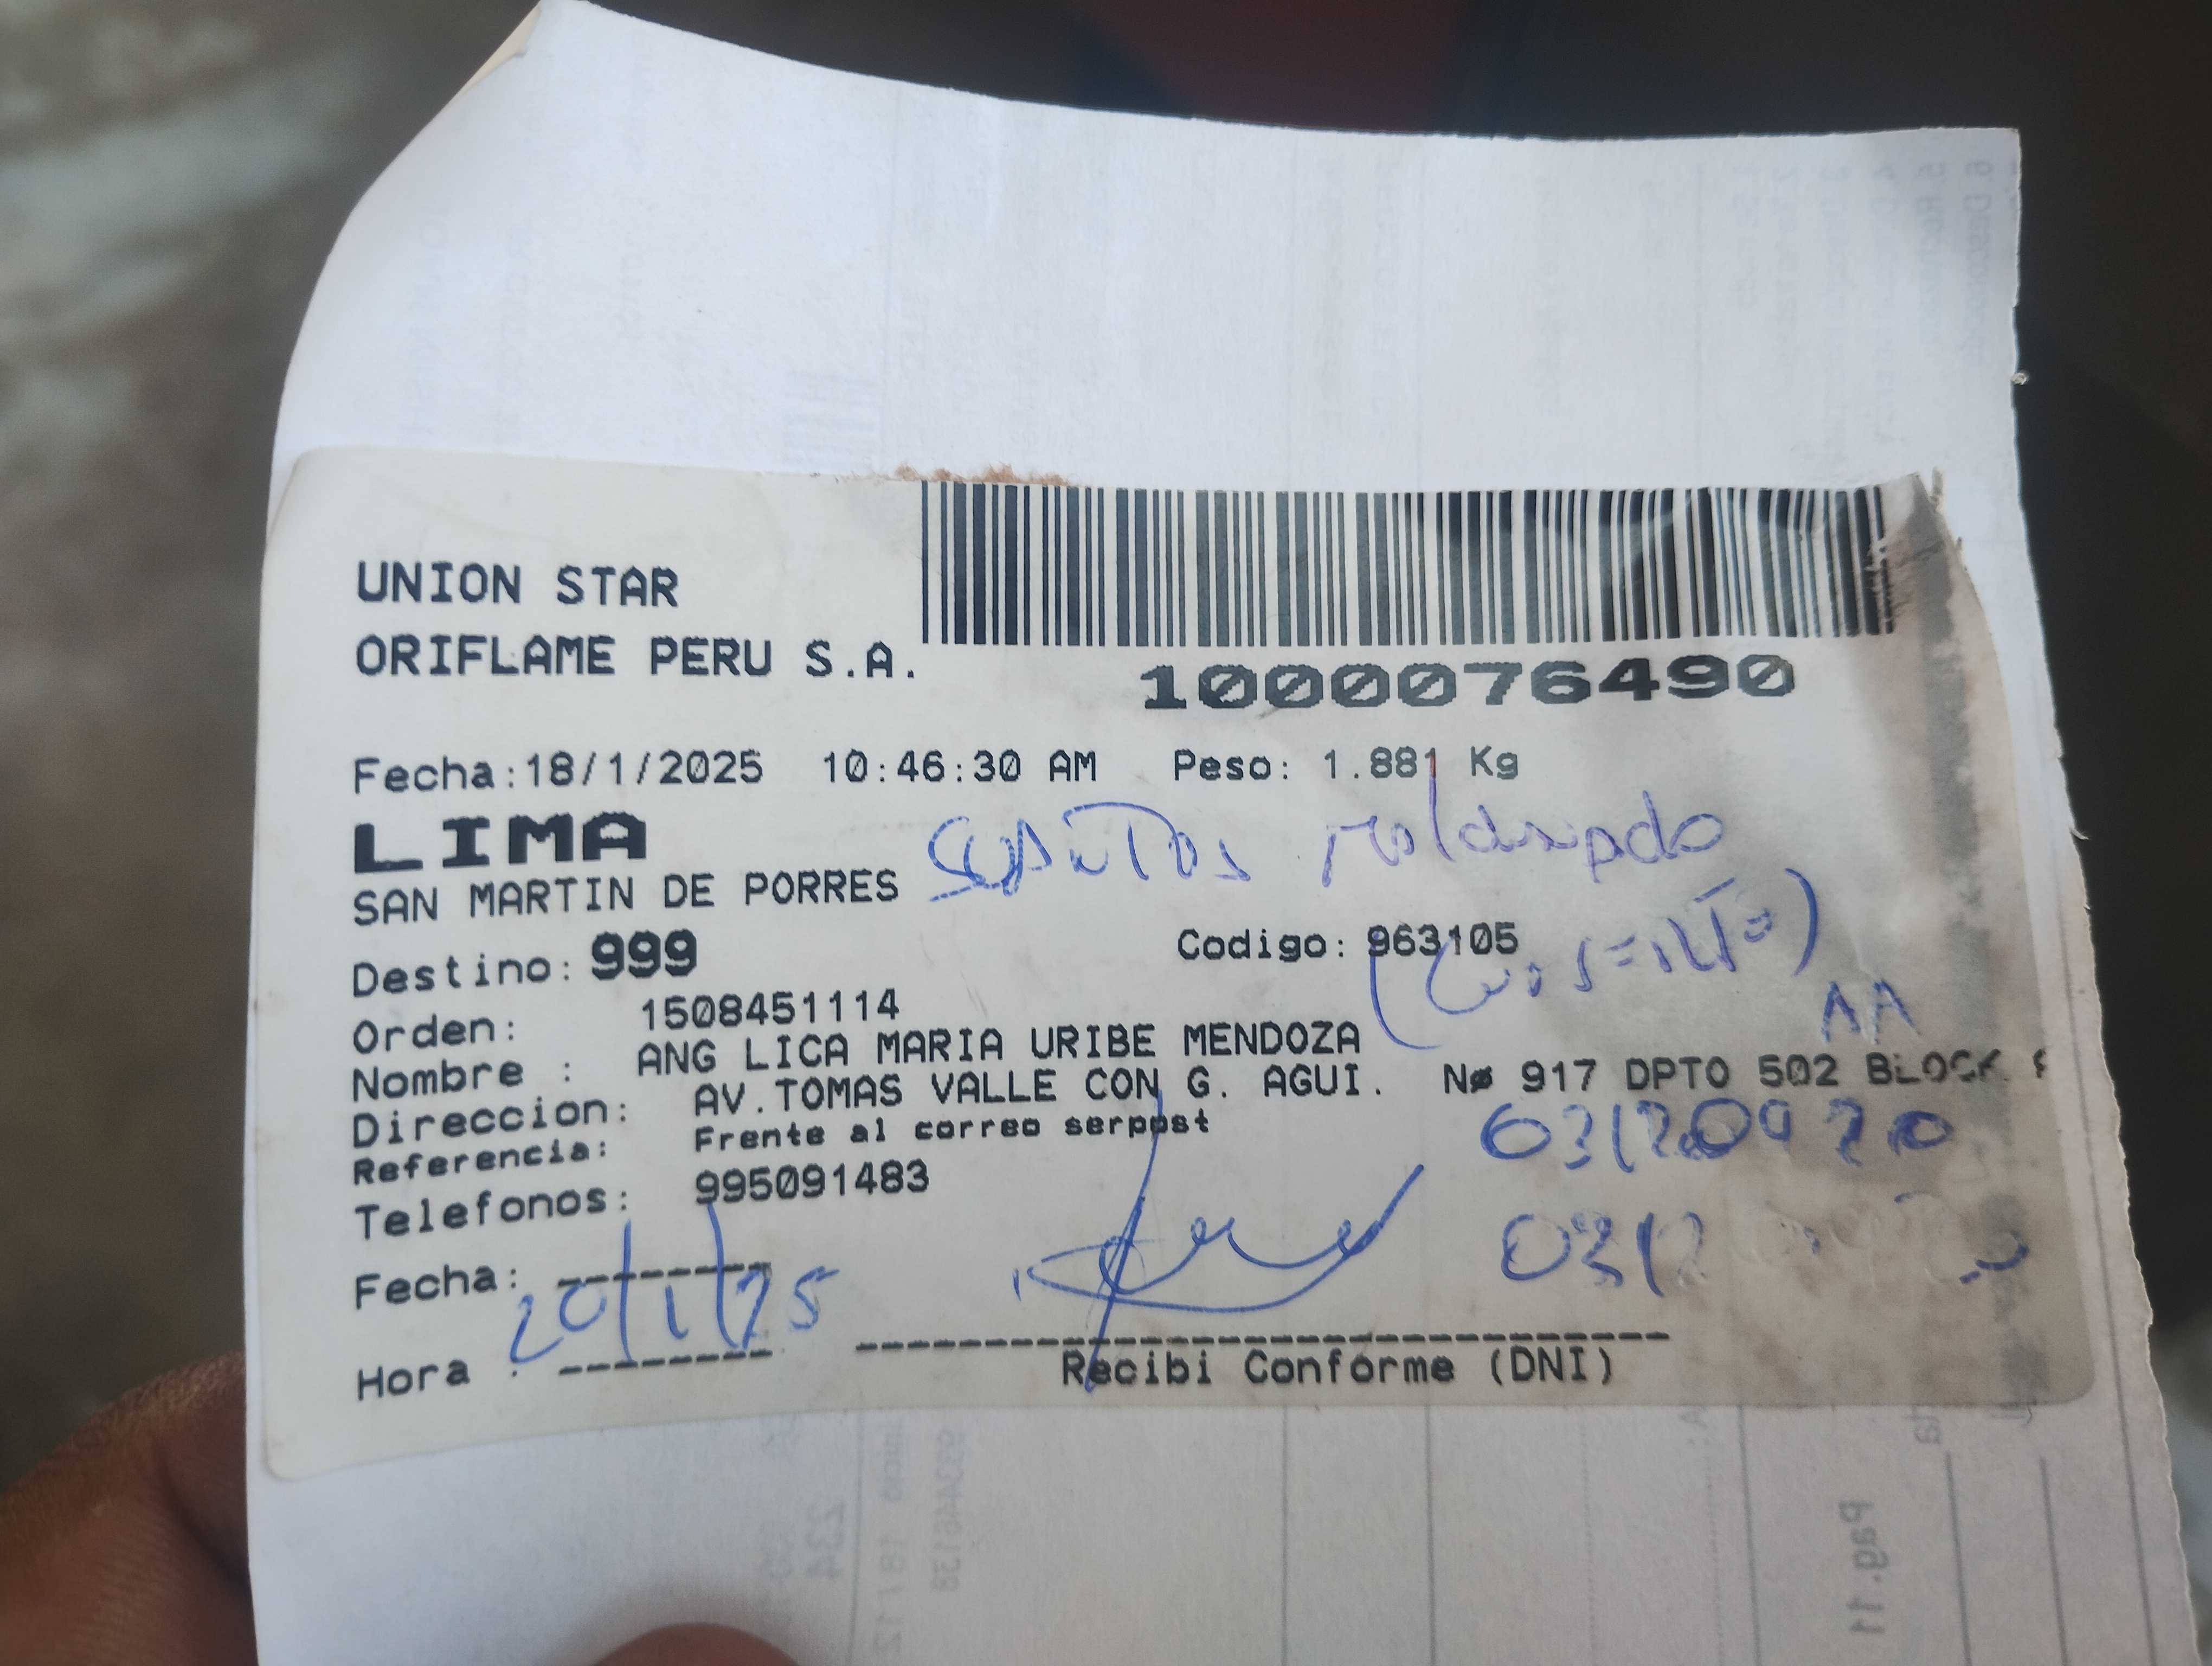 UNION STAR
ORIFLAME PERU S.A.
1000076490
Fecha:18/1/2025 10:46:30 AM Peso: 1.881 Kg
LIMA
SAN MARTIN DE PORRES
Destino: 999 Codigo: 963105
Orden: 1508451114
Nombre : ANG LICA MARIA URIBE MENDOZA
AA
Direccion: AV.TOMAS VALLE CON G. AGUI. Nø 917 DPTO 502 BLOCK
Referencia: Frente al correo serpost
Telefonos: 995091483
Fecha: 20/1/25
Hora :
Recibi Conforme (DNI)
Pag. 11